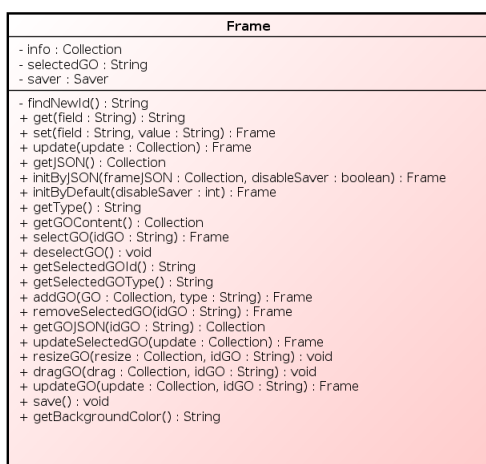 Frame
- info : Collection
- selectedGO : String
- saver : Saver
- findNewId() : String
+ get(field : String) : String
+ set(field : String, value : String) : Frame
+ update(update : Collection) : Frame
+ getJSON() : Collection
+ initByJSON(frameJSON : Collection, disableSaver : boolean) : Frame
+ initByDefault(disableSaver : int) : Frame
+ getType() : String
+ getGOContent() : Collection
+ selectGO(idGO : String) : Frame
+ deselectGO() : void
+ getSelectedGOId() : String
+ getSelectedGOType() : String
+ addGO(GO : Collection, type : String) : Frame
+ removeSelectedGO(idGO : String) : Frame
+ getGOJSON(idGO : String) : Collection
+ updateSelectedGO(update : Collection) : Frame
+ resizeGO(resize : Collection, idGO : String) : void
+ dragGO(drag : Collection, idGO : String) : void
+ updateGO(update : Collection, idGO : String) : Frame
+ save() : void
+ getBackgroundColor() : String